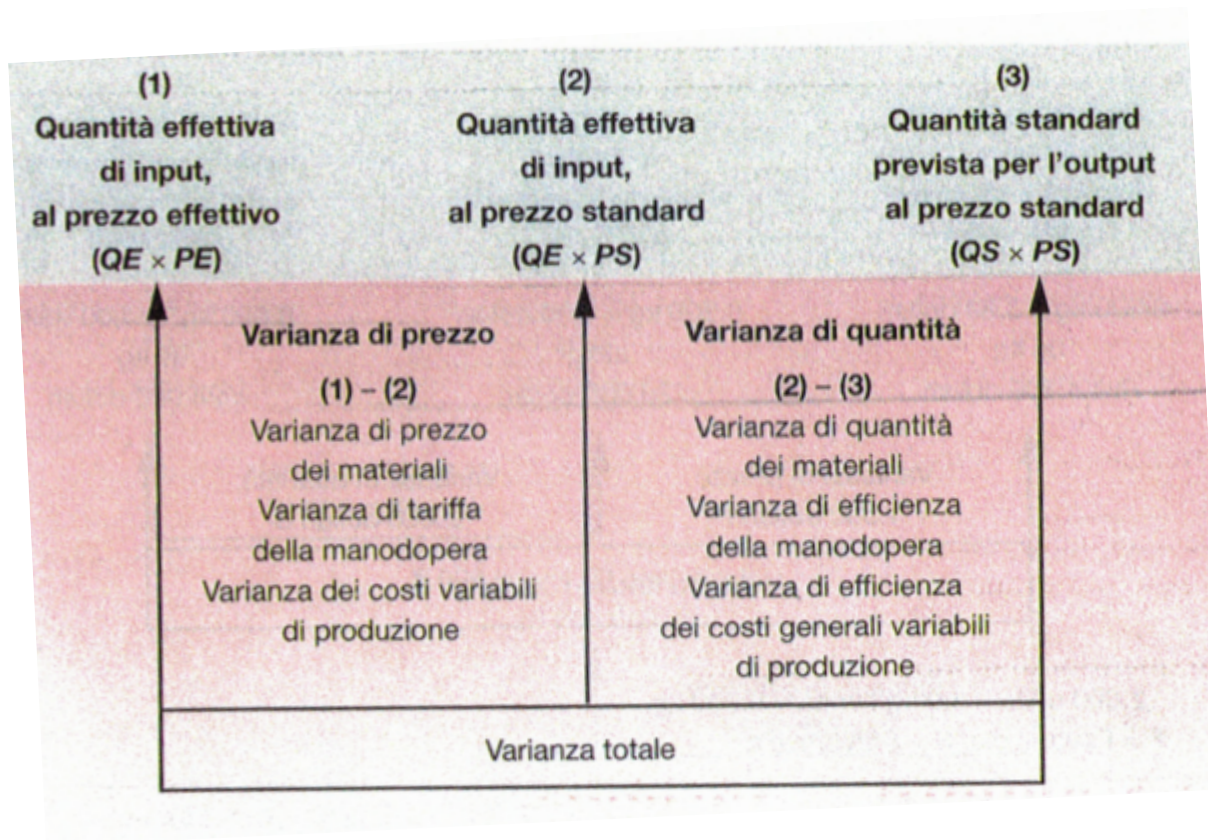 (1)
Quantità effettiva
di input,
al prezzo effettivo
(QE × PE)
(2)
Quantità effettiva
di input,
al prezzo standard
(QE × PS)
(3)
Quantità standard
prevista per l'output
al prezzo standard
(QS × PS)
Varianza di prezzo
(1) – (2)
Varianza di prezzo
dei materiali
Varianza di tariffa
della manodopera
Varianza dei costi variabili
di produzione
Varianza di quantità
(2) – (3)
Varianza di quantità
dei materiali
Varianza di efficienza
della manodopera
Varianza di efficienza
dei costi generali variabili
di produzione
Varianza totale